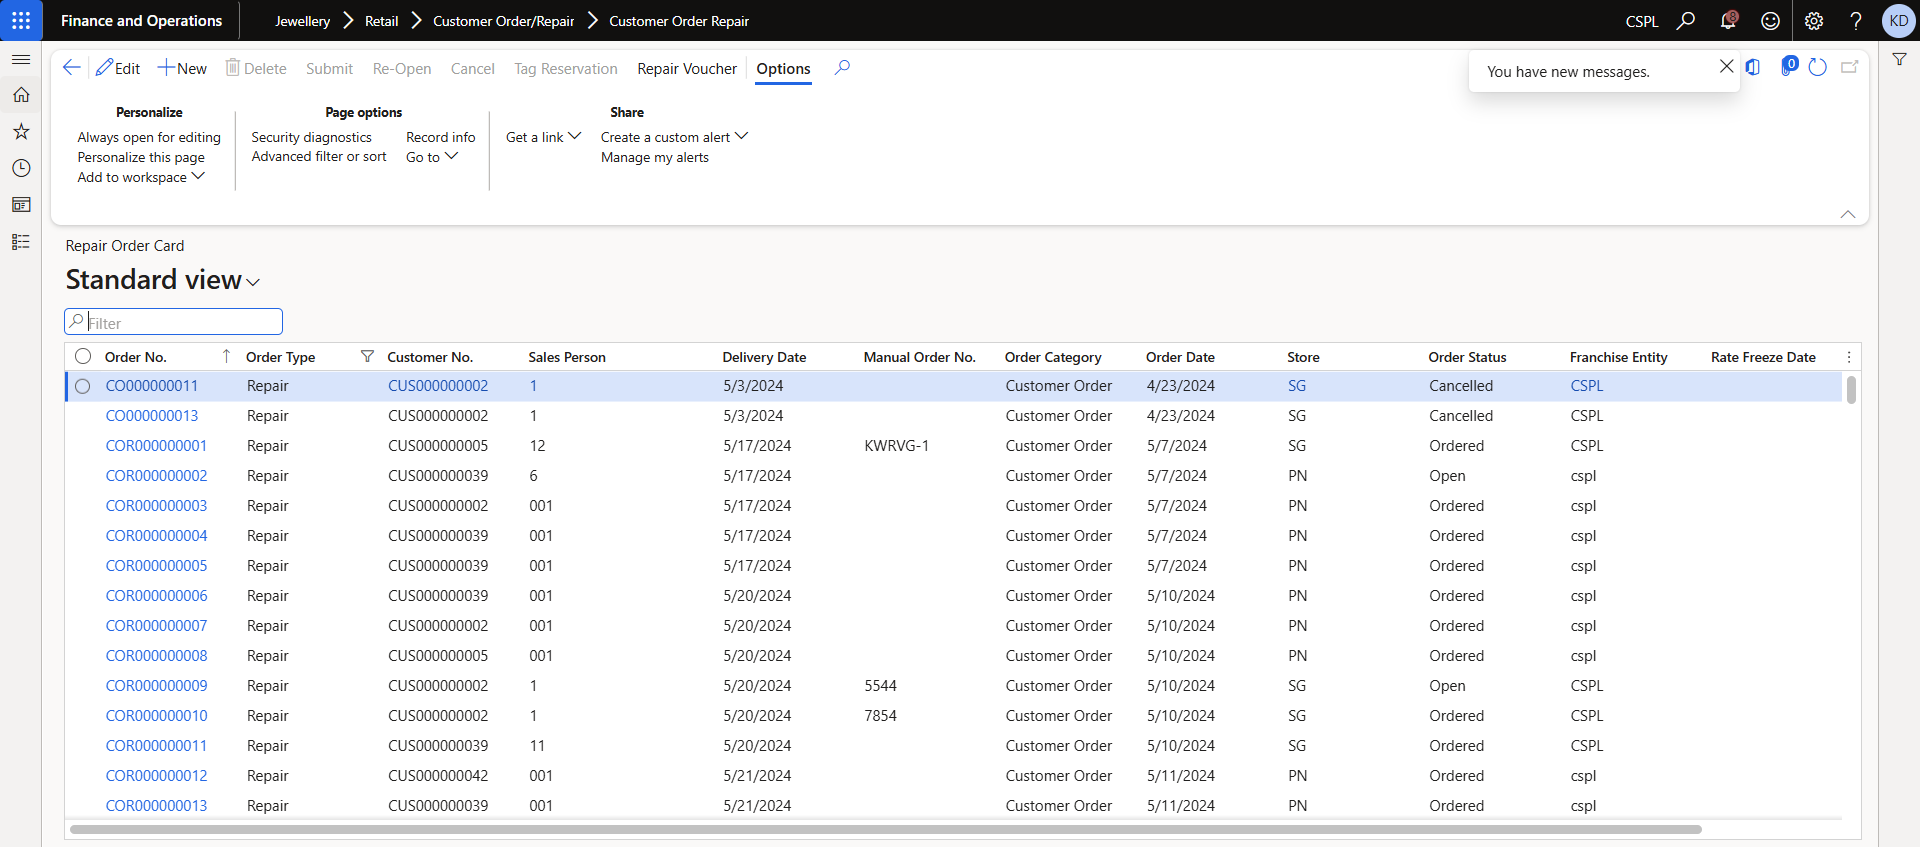 Finance and Operations Jewellery Retail Customer Order/Repair Customer Order Repair CSPL 8 KD
Edit New Delete Submit Re-Open Cancel Tag Reservation Repair Voucher Options You have new messages. 0
Personalize Page options Share
Always open for editing Security diagnostics Record info Get a link Create a custom alert
Personalize this page Advanced filter or sort Go to Manage my alerts
Add to workspace
Repair Order Card
Standard view
Filter
Order No. Order Type Customer No. Sales Person Delivery Date Manual Order No. Order Category Order Date Store Order Status Franchise Entity Rate Freeze Date
CO000000011 Repair CUS000000002 1 5/3/2024 Customer Order 4/23/2024 SG Cancelled CSPL
CO000000013 Repair CUS000000002 1 5/3/2024 Customer Order 4/23/2024 SG Cancelled CSPL
COR000000001 Repair CUS000000005 12 5/17/2024 KWRVG-1 Customer Order 5/7/2024 SG Ordered CSPL
COR000000002 Repair CUS000000039 6 5/17/2024 Customer Order 5/7/2024 PN Open cspl
COR000000003 Repair CUS000000002 001 5/17/2024 Customer Order 5/7/2024 PN Ordered cspl
COR000000004 Repair CUS000000039 001 5/17/2024 Customer Order 5/7/2024 PN Ordered cspl
COR000000005 Repair CUS000000039 001 5/17/2024 Customer Order 5/7/2024 PN Ordered cspl
COR000000006 Repair CUS000000039 001 5/20/2024 Customer Order 5/10/2024 PN Ordered cspl
COR000000007 Repair CUS000000002 001 5/20/2024 Customer Order 5/10/2024 PN Ordered cspl
COR000000008 Repair CUS000000005 001 5/20/2024 Customer Order 5/10/2024 PN Ordered cspl
COR000000009 Repair CUS000000002 1 5/20/2024 5544 Customer Order 5/10/2024 SG Open CSPL
COR000000010 Repair CUS000000002 1 5/20/2024 7854 Customer Order 5/10/2024 SG Ordered CSPL
COR000000011 Repair CUS000000039 11 5/20/2024 Customer Order 5/10/2024 SG Ordered CSPL
COR000000012 Repair CUS000000042 001 5/21/2024 Customer Order 5/11/2024 PN Ordered cspl
COR000000013 Repair CUS000000039 001 5/21/2024 Customer Order 5/11/2024 PN Ordered cspl